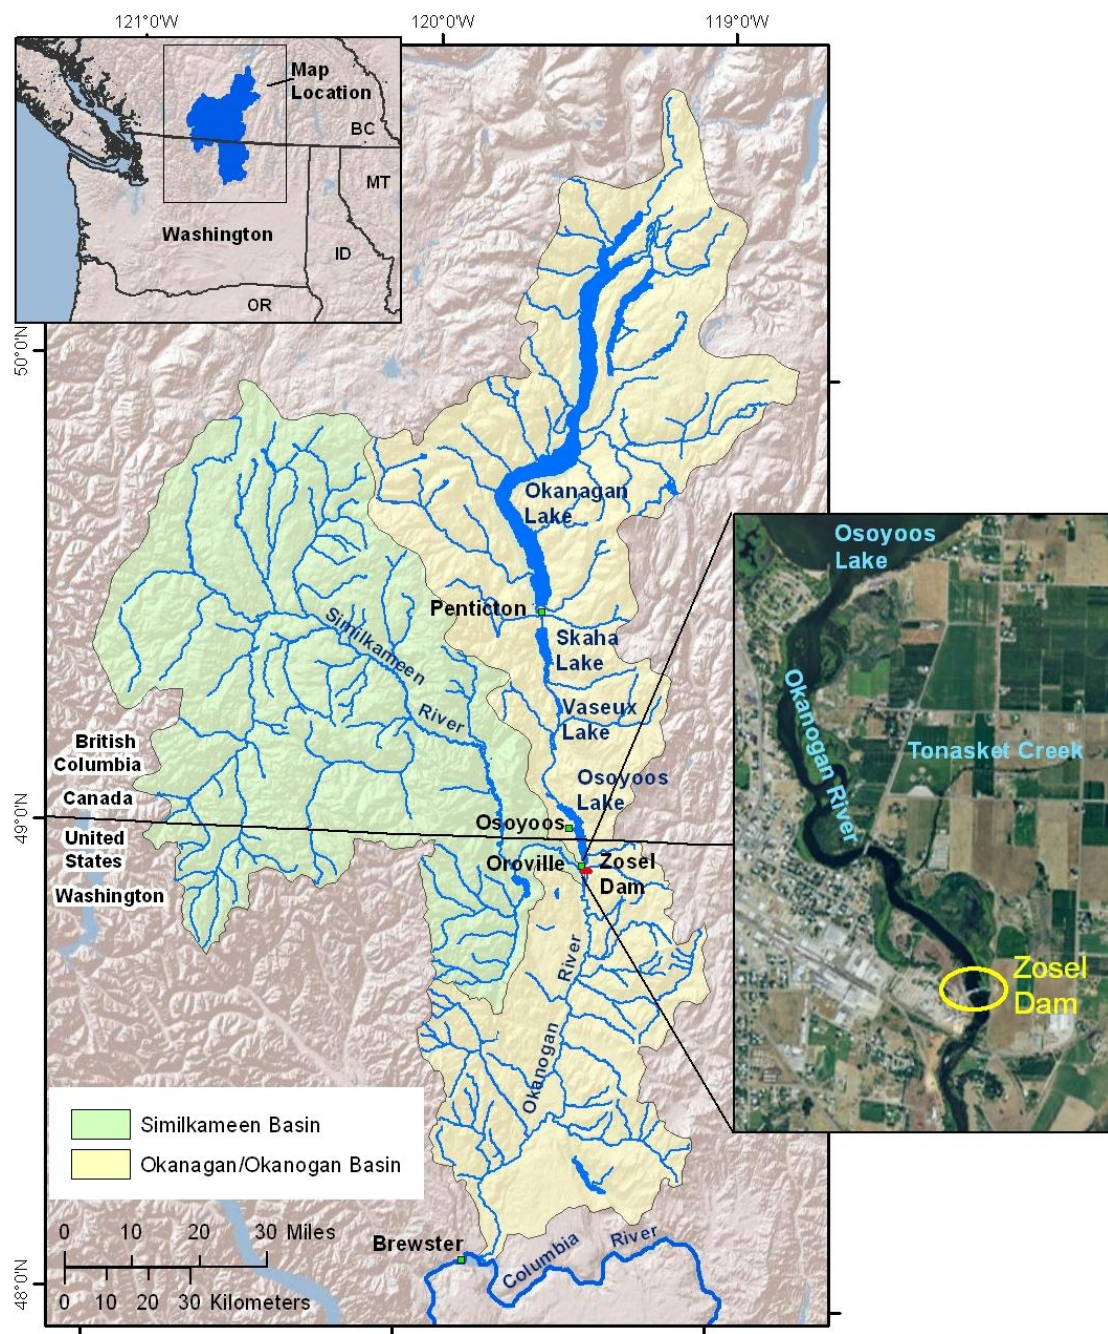 121°0'W
120°0'W
119°0'W
Map
Location
BC
MT
Washington
ID
OR
50°0'N
Okanagan
Lake
Osoyoos
Lake
Penticton
Similkameen
River
Skaha
Lake
Vaseux
Lake
Okanogan River
Tonasket Creek
British
Columbia
Canada
Osoyoos
Lake
49°0'N
Osoyoos
United
States
Oroville
Zosel
Dam
Washington
Okanogan River
Zosel
Dam
Similkameen Basin
Okanagan/Okanogan Basin
0 10 20 30 Miles
Brewster
Columbia River
48°0'N
0 10 20 30 Kilometers